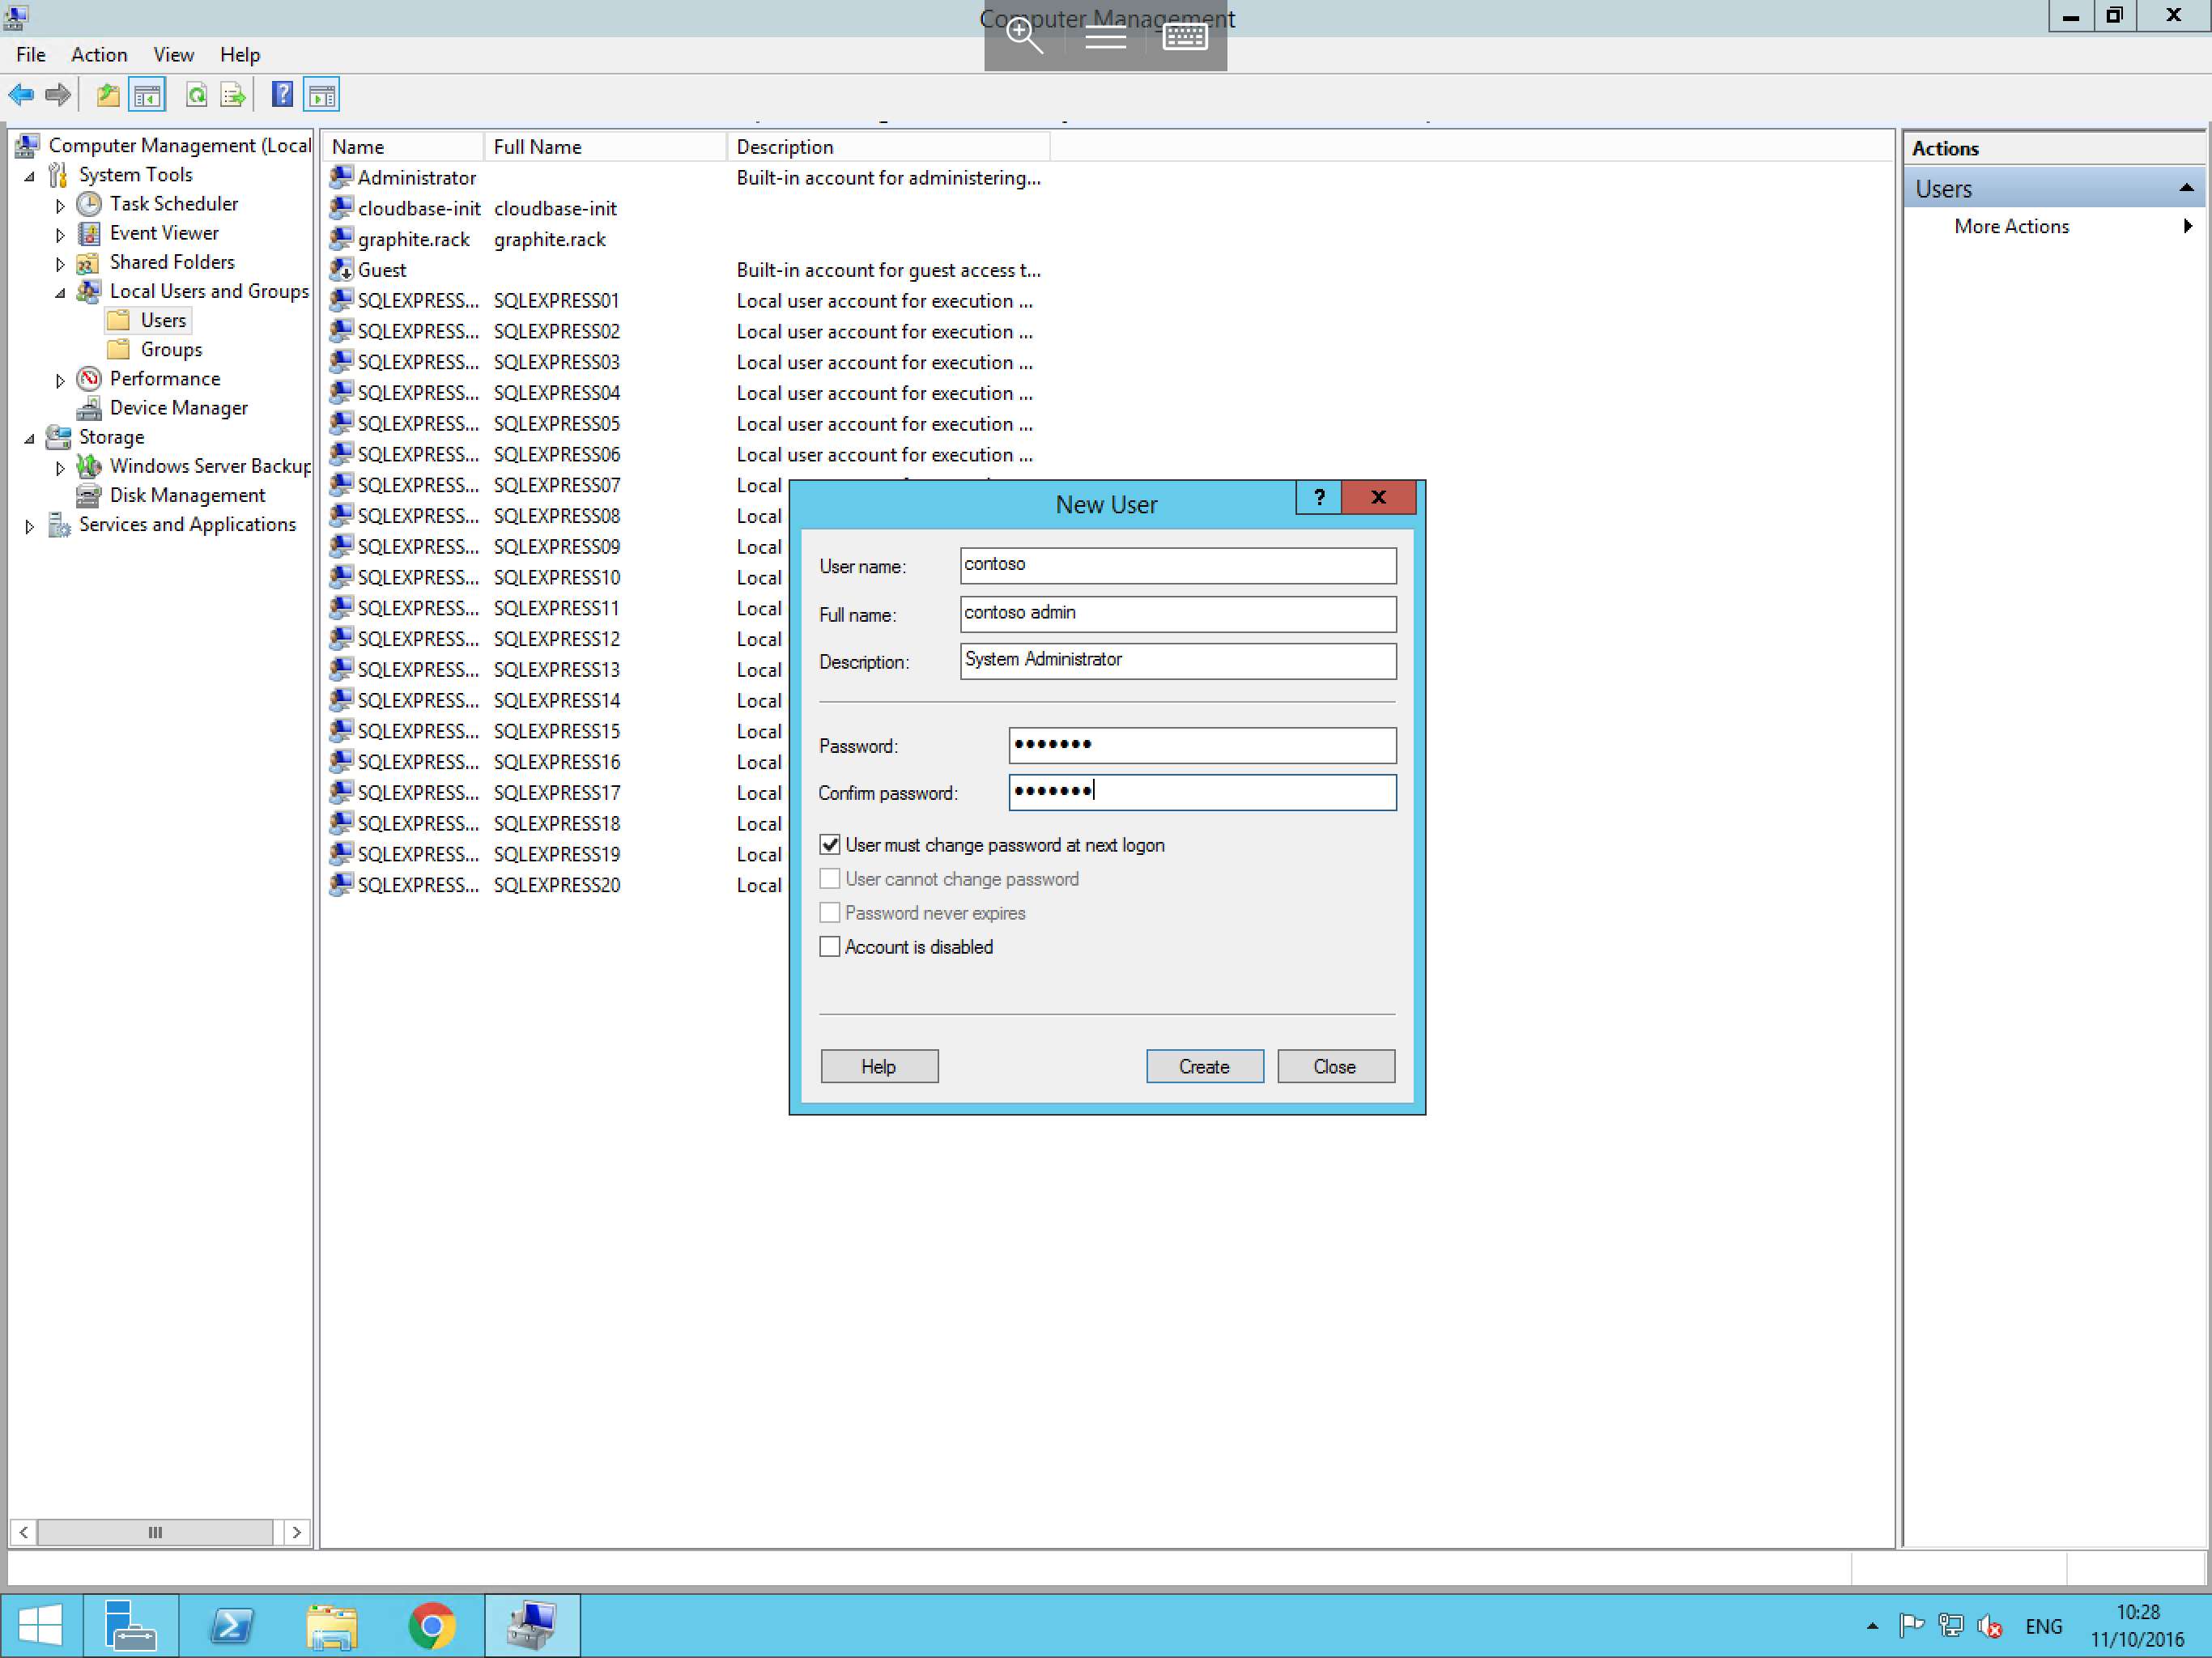 Computer Management
File Action View Help
Computer Management (Local
System Tools
Task Scheduler
Event Viewer
Shared Folders
Local Users and Groups
Users
Groups
Performance
Device Manager
Storage
Windows Server Backup
Disk Management
Services and Applications
Name Full Name Description
Administrator Built-in account for administering...
cloudbase-init cloudbase-init
graphite.rack graphite.rack
Guest Built-in account for guest access t...
SQLEXPRESS... SQLEXPRESS01 Local user account for execution ...
SQLEXPRESS... SQLEXPRESS02 Local user account for execution ...
SQLEXPRESS... SQLEXPRESS03 Local user account for execution ...
SQLEXPRESS... SQLEXPRESS04 Local user account for execution ...
SQLEXPRESS... SQLEXPRESS05 Local user account for execution ...
SQLEXPRESS... SQLEXPRESS06 Local user account for execution ...
SQLEXPRESS... SQLEXPRESS07 Local
SQLEXPRESS... SQLEXPRESS08 Local
SQLEXPRESS... SQLEXPRESS09 Local
SQLEXPRESS... SQLEXPRESS10 Local
SQLEXPRESS... SQLEXPRESS11 Local
SQLEXPRESS... SQLEXPRESS12 Local
SQLEXPRESS... SQLEXPRESS13 Local
SQLEXPRESS... SQLEXPRESS14 Local
SQLEXPRESS... SQLEXPRESS15 Local
SQLEXPRESS... SQLEXPRESS16 Local
SQLEXPRESS... SQLEXPRESS17 Local
SQLEXPRESS... SQLEXPRESS18 Local
SQLEXPRESS... SQLEXPRESS19 Local
SQLEXPRESS... SQLEXPRESS20 Local
New User
User name: contoso
Full name: contoso admin
Description: System Administrator
Password: •••••••
Confirm password: •••••••
User must change password at next logon
User cannot change password
Password never expires
Account is disabled
Help Create Close
Actions
Users
More Actions
ENG
10:28
11/10/2016